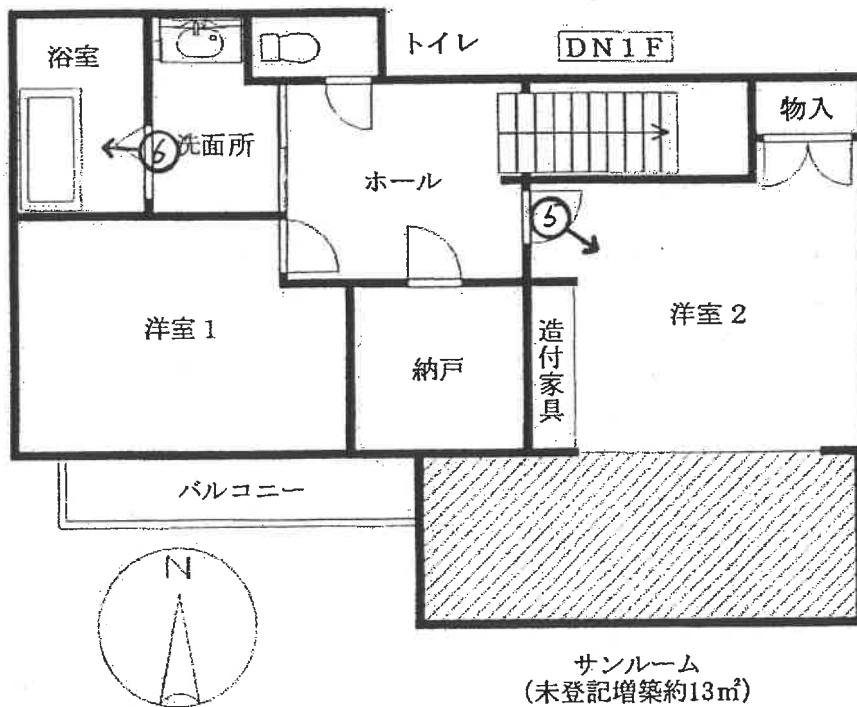 トイレ
DN1F
浴室
物入
⑥
洗面所
ホール
⑤
洋室1
造付家具
洋室2
納戸
バルコニー
N
サンルーム
(未登記増築約13㎡)